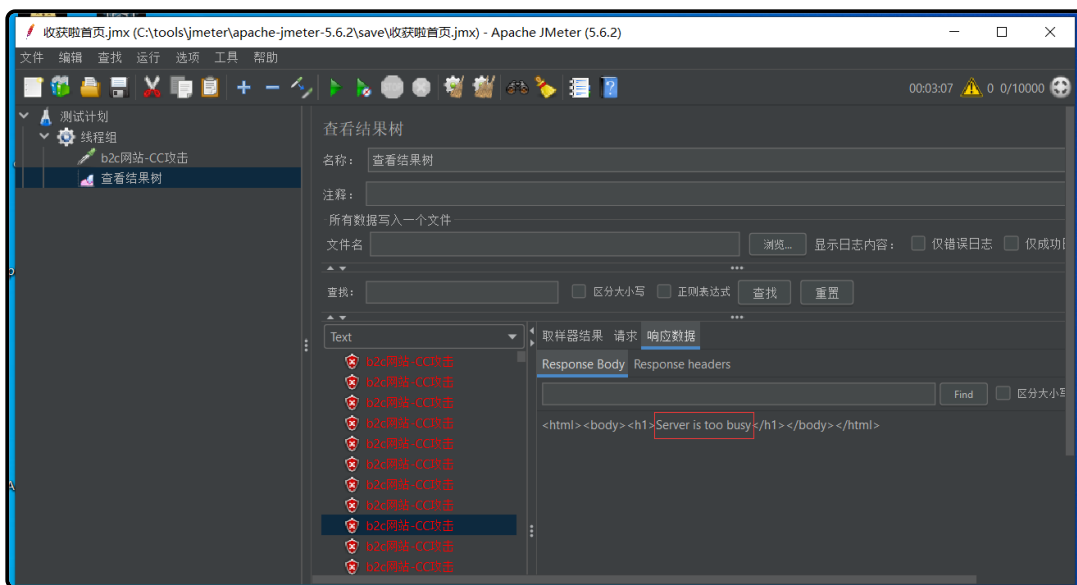 收获啦首页.jmx (C:\tools\jmeter\apache-jmeter-5.6.2\save\收获啦首页.jmx) - Apache JMeter (5.6.2)
文件 编辑 查找 运行 选项 工具 帮助
00:03:07 0 0/10000
测试计划
线程组
b2c网站-CC攻击
查看结果树
查看结果树
名称： 查看结果树
注释：
所有数据写入一个文件
文件名 浏览... 显示日志内容： 仅错误日志 仅成功日
查找: 区分大小写 正则表达式 查找 重置
Text
取样器结果 请求 响应数据
Response Body Response headers
Find 区分大小写
<html><body><h1>Server is too busy</h1></body></html>
b2c网站-CC攻击
b2c网站-CC攻击
b2c网站-CC攻击
b2c网站-CC攻击
b2c网站-CC攻击
b2c网站-CC攻击
b2c网站-CC攻击
b2c网站-CC攻击
b2c网站-CC攻击
b2c网站-CC攻击
b2c网站-CC攻击